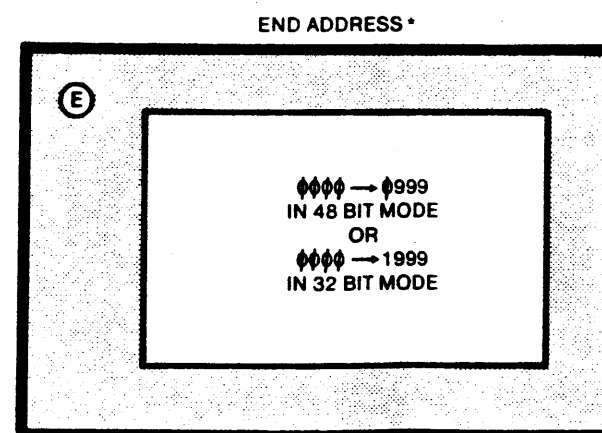 END ADDRESS *
E
ϕϕϕϕ → ϕ999
IN 48 BIT MODE
OR
ϕϕϕϕ → 1999
IN 32 BIT MODE